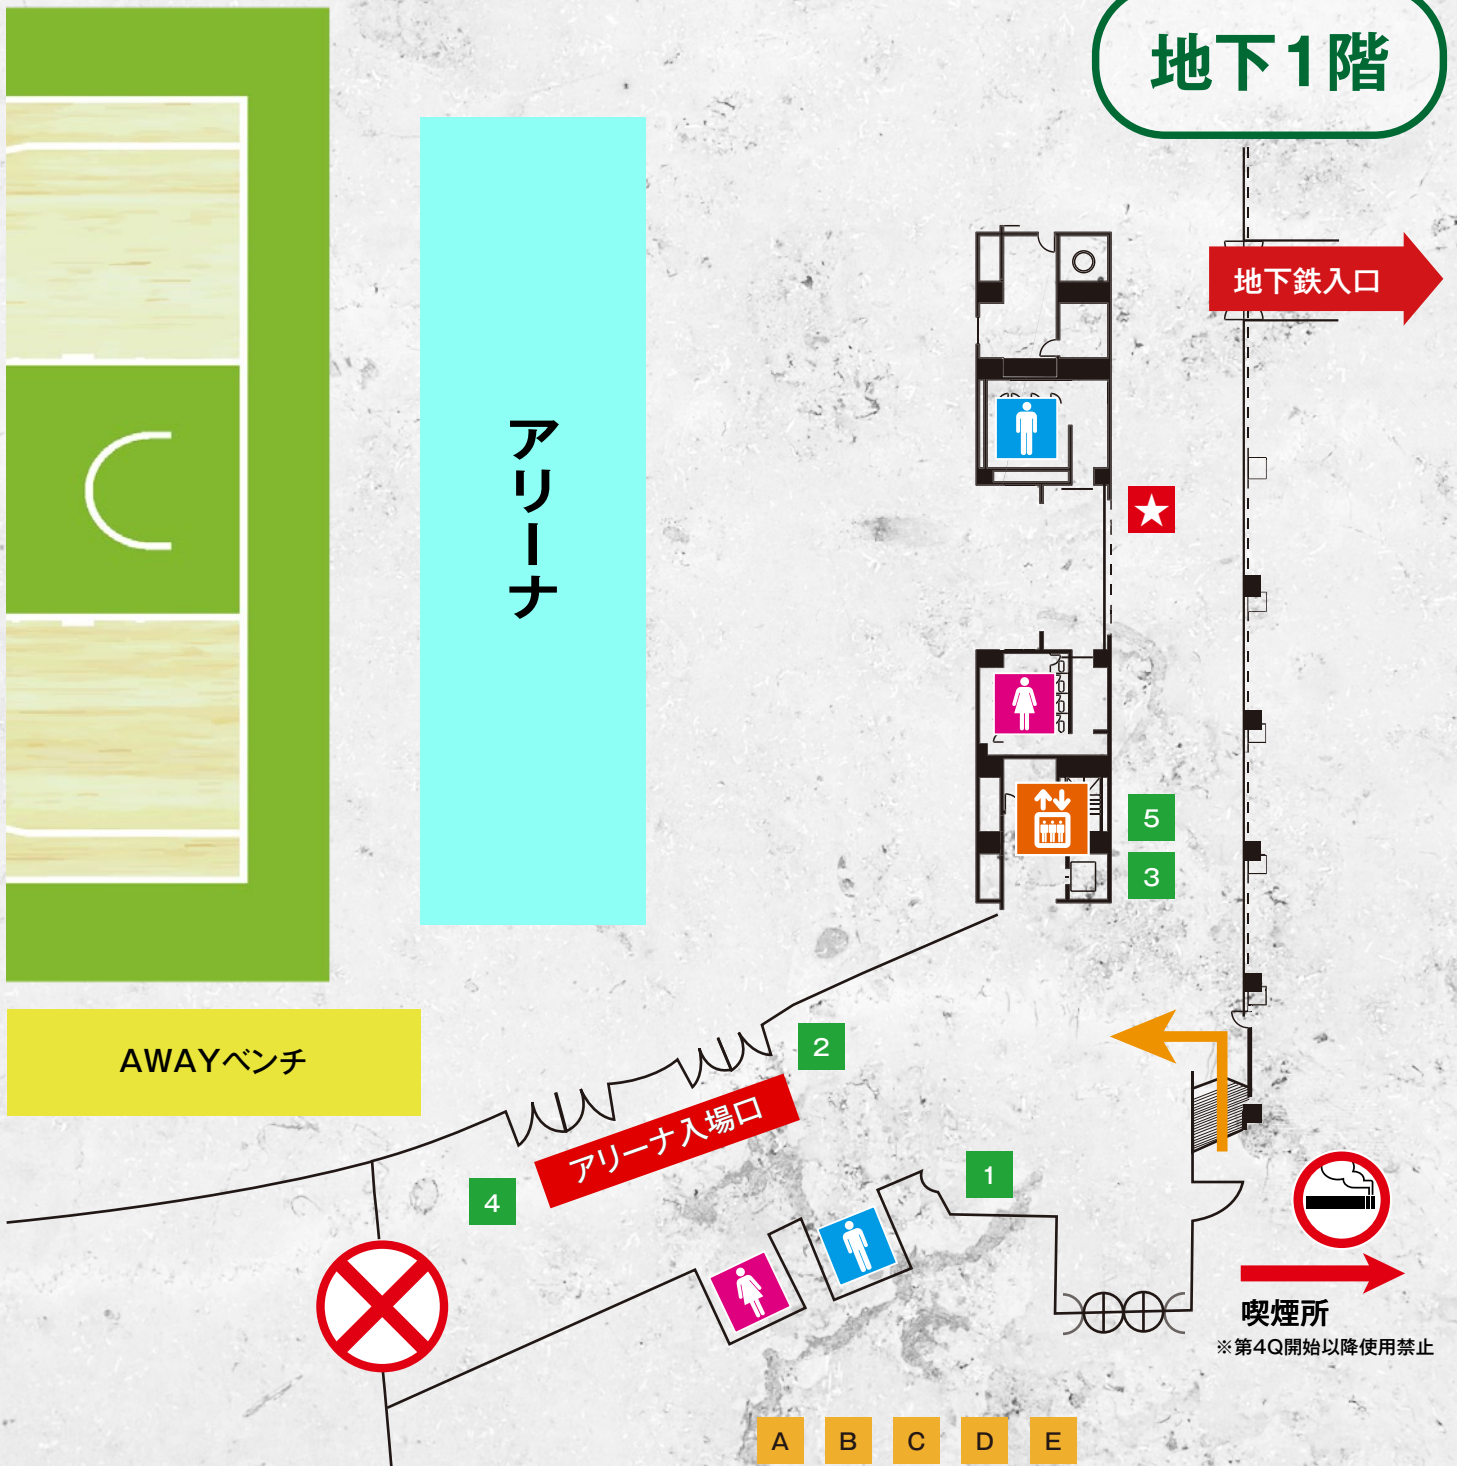 地下1階
地下鉄入口
アリーナ
5
3
AWAYベンチ
2
アリーナ入場口
1
4
喫煙所
※第4Q開始以降使用禁止
A B C D E